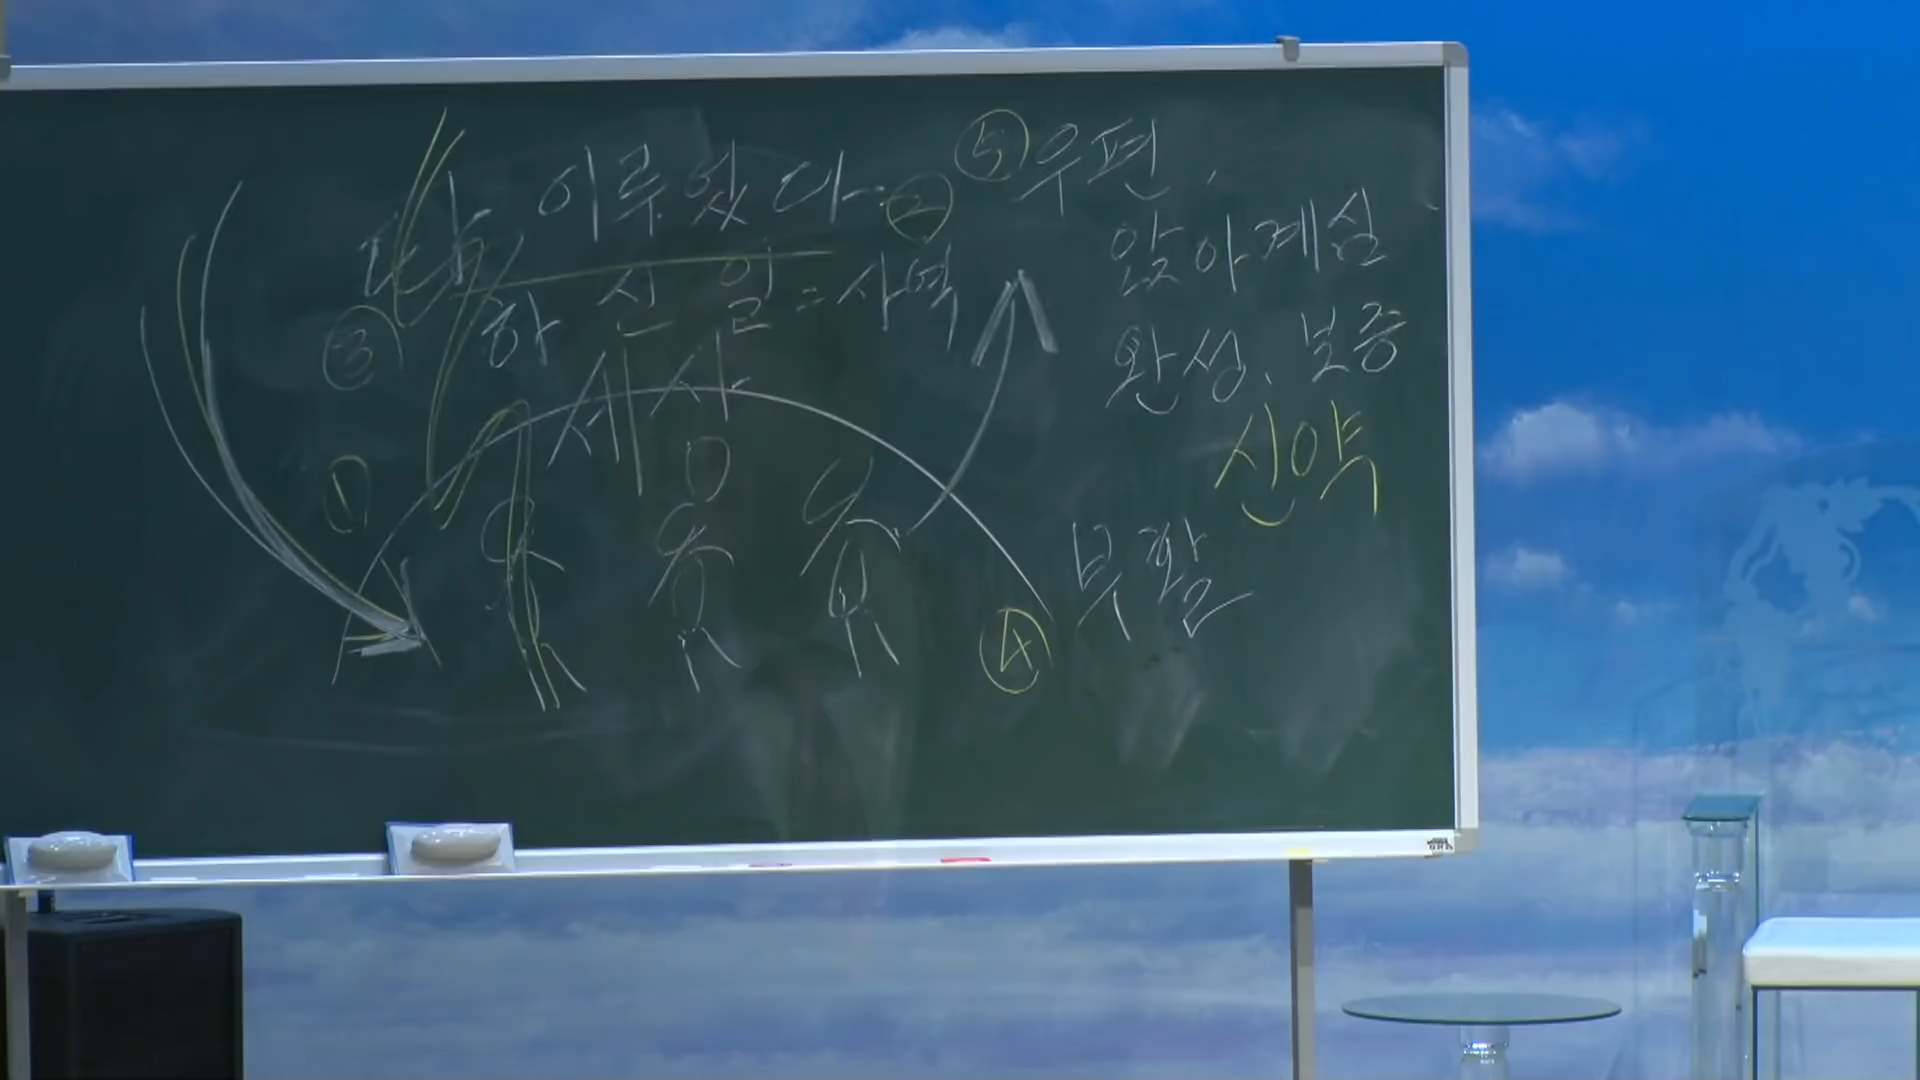 이루었다 ② ⑤ 우편,
앉아계심
③ 하신 일 = 사역
완성, 보증
세상
신약
①
④ 부활